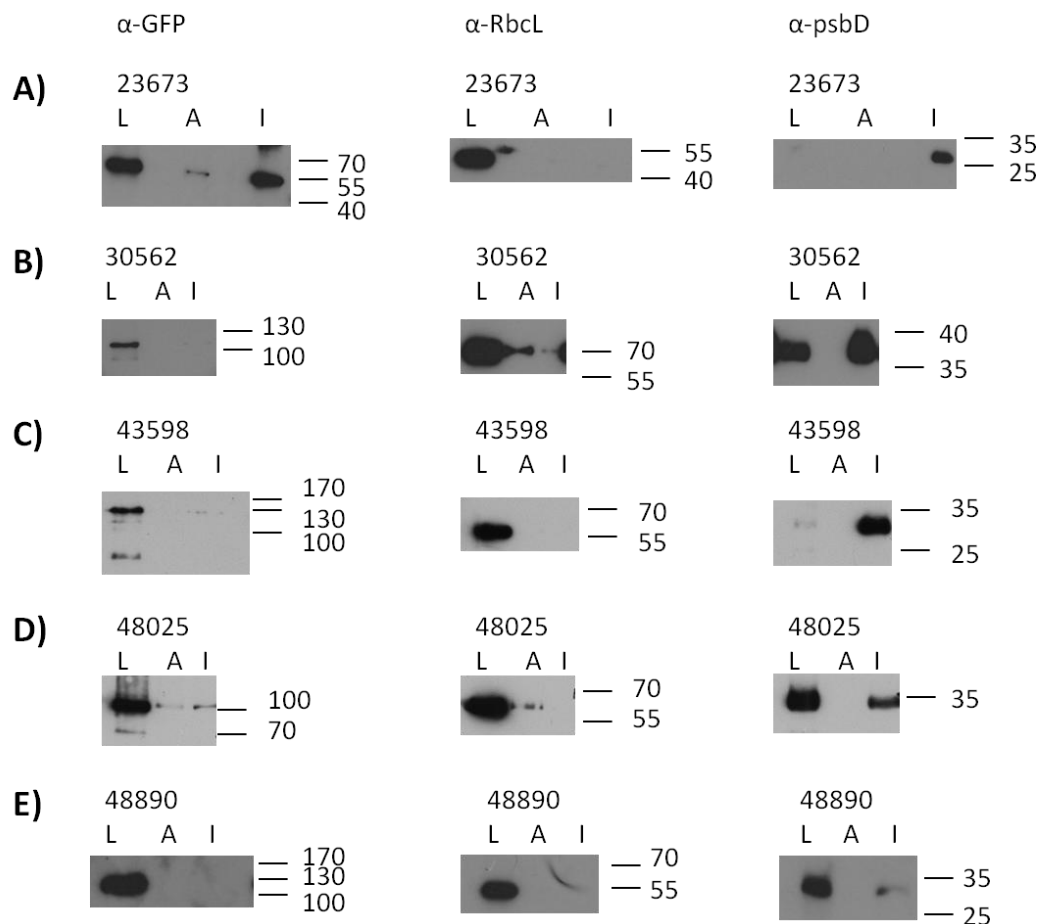 α-GFP α-RbcL α-psbD
A) 23673 23673 23673
L A I L A I L A I
70 55 35
55 40 25
40
B) 30562 30562 30562
L A I L A I L A I
130 70 40
100 55 35
C) 43598 43598 43598
L A I L A I L A I
170 70 35
130 55 25
100
D) 48025 48025 48025
L A I L A I L A I
100 70 35
70 55
E) 48890 48890 48890
L A I L A I L A I
170 70 35
130 55 25
100